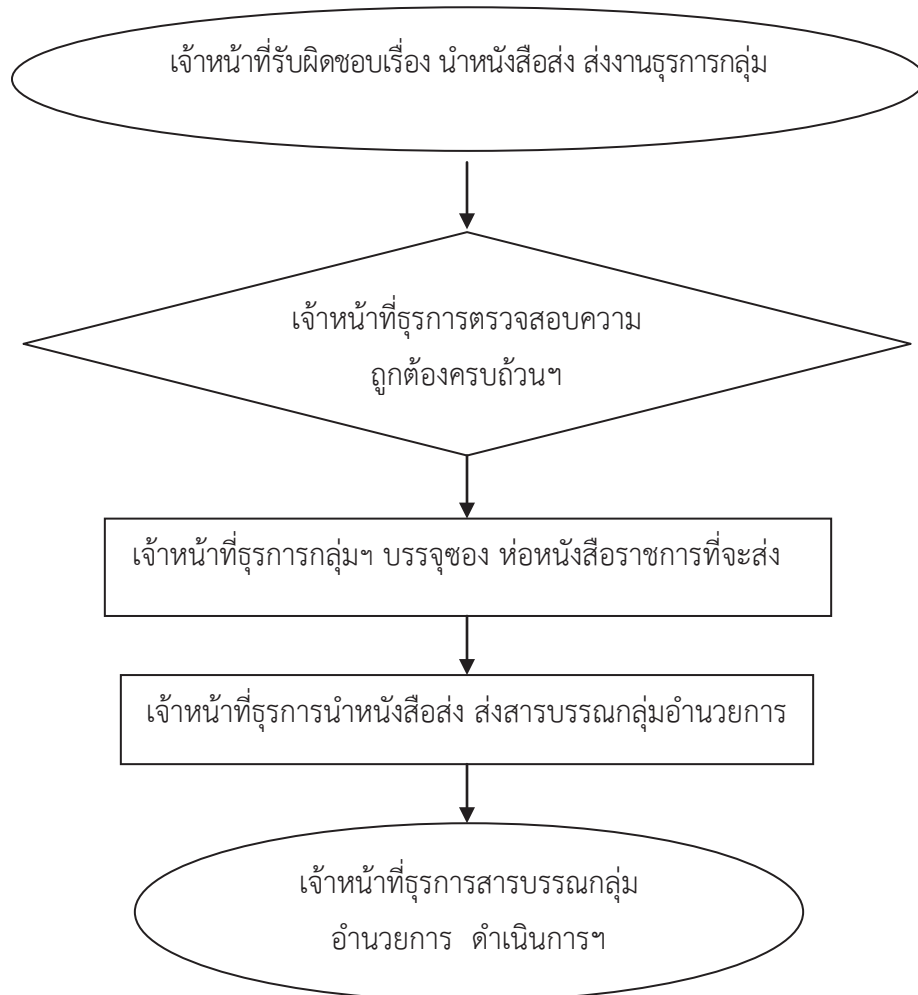 เจ้าหน้าที่รับผิดชอบเรื่อง นำหนังสือส่ง ส่งงานธุรการกลุ่ม
เจ้าหน้าที่ธุรการตรวจสอบความ
ถูกต้องครบถ้วนฯ
เจ้าหน้าที่ธุรการกลุ่มฯ บรรจุซอง ห่อหนังสือราชการที่จะส่ง
เจ้าหน้าที่ธุรการนำหนังสือส่ง ส่งสารบรรณกลุ่มอำนวยการ
เจ้าหน้าที่ธุรการสารบรรณกลุ่ม
อำนวยการ ดำเนินการฯ